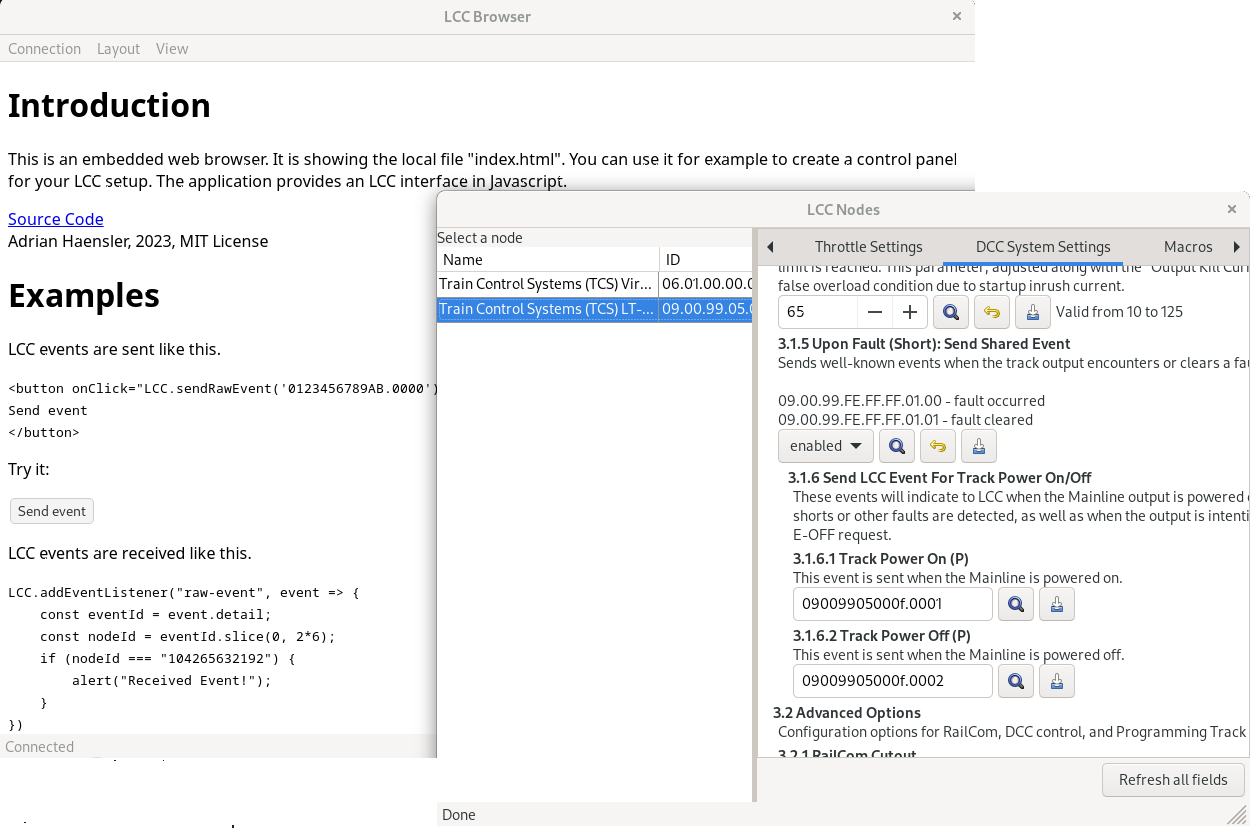 LCC Browser
Connection Layout View
Introduction
This is an embedded web browser. It is showing the local file "index.html". You can use it for example to create a control panel
for your LCC setup. The application provides an LCC interface in Javascript.
Source Code
Adrian Haensler, 2023, MIT License
Examples
LCC events are sent like this.
<button onClick="LCC.sendRawEvent('0123456789AB.0000')
Send event
</button>
Try it:
Send event
LCC events are received like this.
LCC.addEventListener("raw-event", event => {
    const eventId = event.detail;
    const nodeId = eventId.slice(0, 2*6);
    if (nodeId === "104265632192") {
        alert("Received Event!");
    }
})
Connected
LCC Nodes
Select a node
Name ID
Train Control Systems (TCS) Vir... 06.01.00.00.0
Train Control Systems (TCS) LT-... 09.00.99.05.0
Throttle Settings DCC System Settings Macros
limit is reached. This parameter, adjusted along with the "Output Kill Cur
false overload condition due to startup inrush current.
65 Valid from 10 to 125
3.1.5 Upon Fault (Short): Send Shared Event
Sends well-known events when the track output encounters or clears a fau
09.00.99.FE.FF.FF.01.00 - fault occurred
09.00.99.FE.FF.FF.01.01 - fault cleared
enabled
3.1.6 Send LCC Event For Track Power On/Off
These events will indicate to LCC when the Mainline output is powered
shorts or other faults are detected, as well as when the output is intenti
E-OFF request.
3.1.6.1 Track Power On (P)
This event is sent when the Mainline is powered on.
09009905000f.0001
3.1.6.2 Track Power Off (P)
This event is sent when the Mainline is powered off.
09009905000f.0002
3.2 Advanced Options
Configuration options for RailCom, DCC control, and Programming Track
3.2.1 RailCom Cutout
Refresh all fields
Done